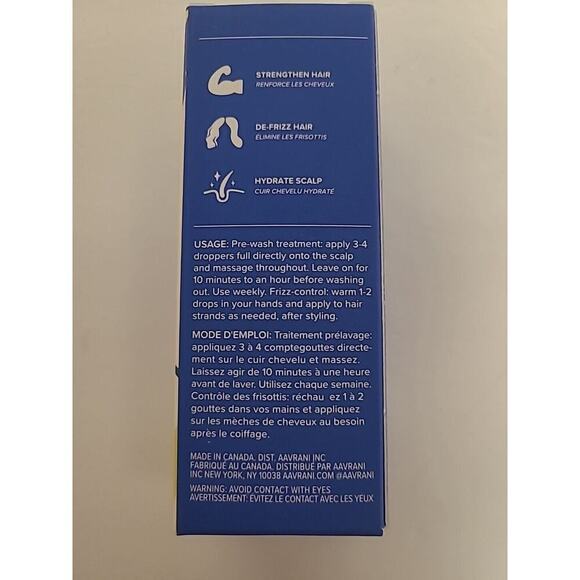 STRENGTHEN HAIR
RENFORCE LES CHEVEUX
DE-FRIZZ HAIR
ÉLIMINE LES FRISOTTIS
HYDRATE SCALP
CUIR CHEVELU HYDRATÉ
USAGE: Pre-wash treatment: apply 3-4
droppers full directly onto the scalp
and massage throughout. Leave on for
10 minutes to an hour before washing
out. Use weekly. Frizz-control: warm 1-2
drops in your hands and apply to hair
strands as needed, after styling.
MODE D'EMPLOI: Traitement prélavage:
appliquez 3 à 4 comptegouttes directe-
ment sur le cuir chevelu et massez.
Laissez agir de 10 minutes à une heure
avant de laver. Utilisez chaque semaine.
Contrôle des frisottis: réchau ez 1 à 2
gouttes dans vos mains et appliquez
sur les mèches de cheveux au besoin
après le coiffage.
MADE IN CANADA. DIST. AAVRANI INC
FABRIQUÉ AU CANADA. DISTRIBUÉ PAR AAVRANI
INC NEW YORK, NY 10038 AAVRANI.COM @AAVRANI
WARNING: AVOID CONTACT WITH EYES
AVERTISSEMENT: ÉVITEZ LE CONTACT AVEC LES YEUX